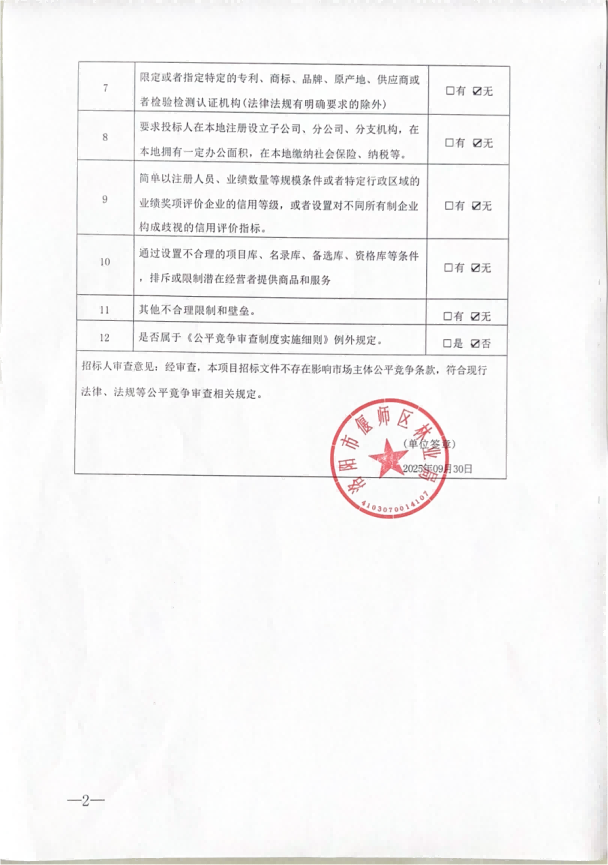 7
限定或者指定特定的专利、商标、品牌、原产地、供应商或
者检验检测认证机构(法律法规有明确要求的除外)
□有 ☑无
8
要求投标人在本地注册设立子公司、分公司、分支机构，在
本地拥有一定办公面积，在本地缴纳社会保险、纳税等。
□有 ☑无
9
简单以注册人员、业绩数量等规模条件或者特定行政区域的
业绩奖项评价企业的信用等级，或者设置对不同所有制企业
构成歧视的信用评价指标。
□有 ☑无
10
通过设置不合理的项目库、名录库、备选库、资格库等条件
，排斥或限制潜在经营者提供商品和服务
□有 ☑无
11
其他不合理限制和壁垒。
□有 ☑无
12
是否属于《公平竞争审查制度实施细则》例外规定。
□是 ☑否
招标人审查意见：经审查，本项目招标文件不存在影响市场主体公平竞争条款，符合现行
法律、法规等公平竞争审查相关规定。
洛阳市偃师区林业局
(单位签章)
2025年09月30日
4103070014107
—2—